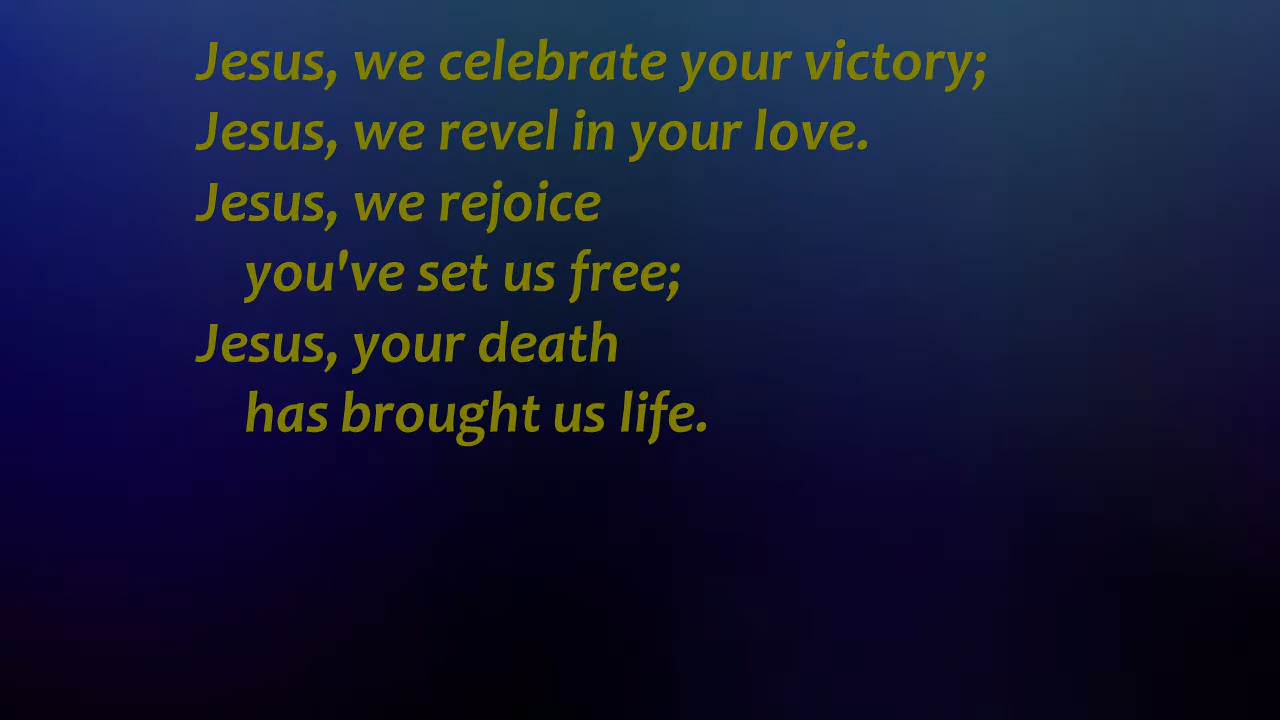 Jesus, we celebrate your victory;
Jesus, we revel in your love.
Jesus, we rejoice
you've set us free;
Jesus, your death
has brought us life.